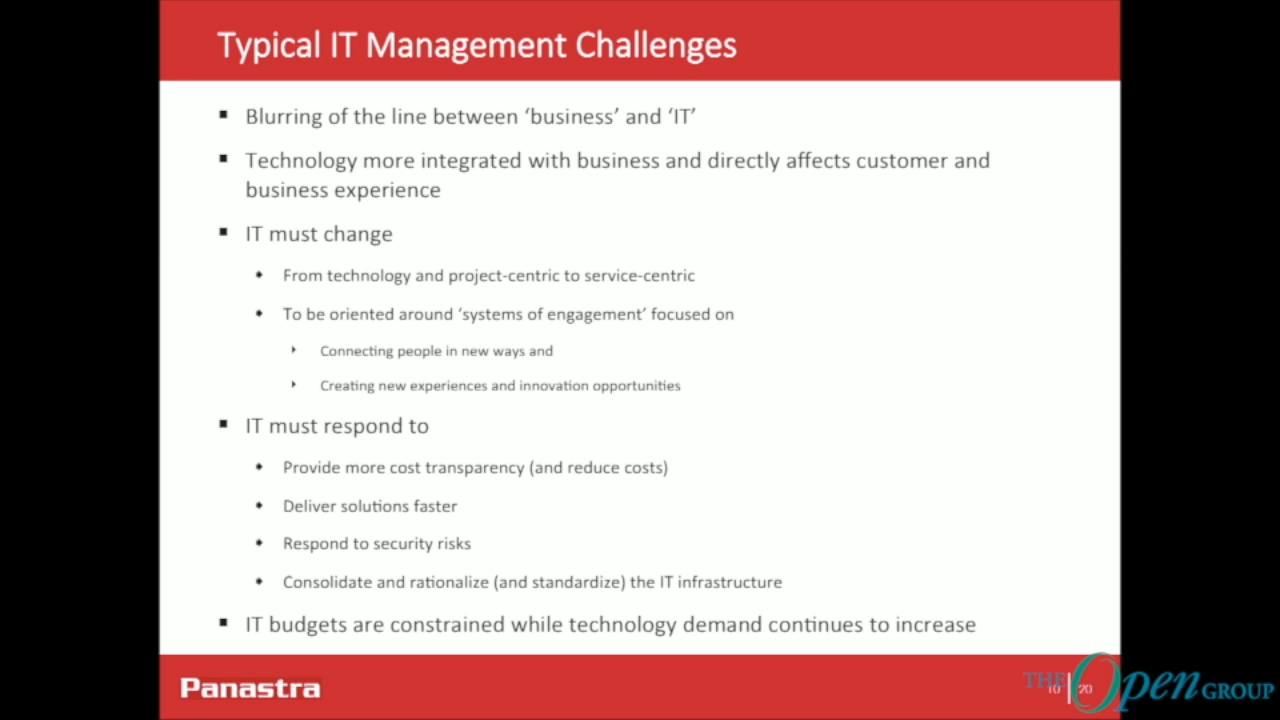 Typical IT Management Challenges
Blurring of the line between ‘business’ and ‘IT’
Technology more integrated with business and directly affects customer and
business experience
IT must change
From technology and project-centric to service-centric
To be oriented around ‘systems of engagement’ focused on
Connecting people in new ways and
Creating new experiences and innovation opportunities
IT must respond to
Provide more cost transparency (and reduce costs)
Deliver solutions faster
Respond to security risks
Consolidate and rationalize (and standardize) the IT infrastructure
IT budgets are constrained while technology demand continues to increase
Panastra
10 | 20
THE Open GROUP